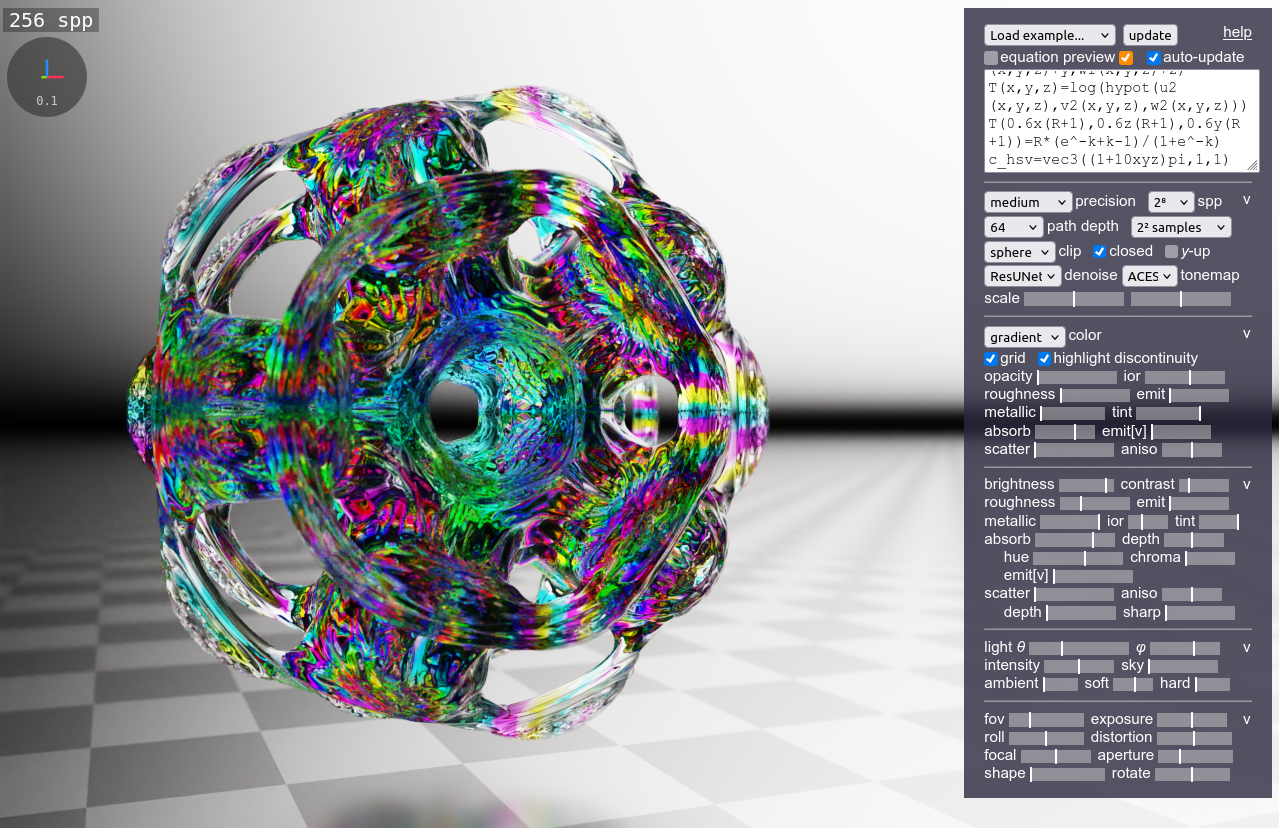 256 spp
0.1
Load example... update help
equation preview auto-update
(x,y,z)+y,w1(x,y,z)+z)
T(x,y,z)=log(hypot(u2
(x,y,z),v2(x,y,z),w2(x,y,z)))
T(0.6x(R+1),0.6z(R+1),0.6y(R
+1))=R*(e^-k+k-1)/(1+e^-k)
c_hsv=vec3((1+10xyz)pi,1,1)
medium precision 2⁸ spp v
64 path depth 2² samples
sphere clip closed y-up
ResUNet denoise ACES tonemap
scale
gradient color v
grid highlight discontinuity
opacity ior
roughness emit
metallic tint
absorb emit[v]
scatter aniso
brightness contrast v
roughness emit
metallic ior tint
absorb depth
hue chroma
emit[v]
scatter aniso
depth sharp
light θ φ v
intensity sky
ambient soft hard
fov exposure v
roll distortion
focal aperture
shape rotate